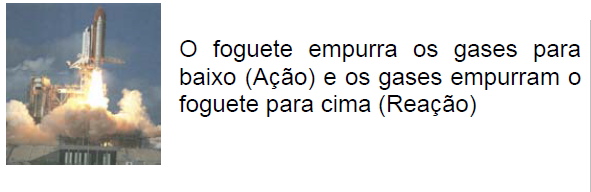 O foguete empurra os gases para
baixo (Ação) e os gases empurram o
foguete para cima (Reação)